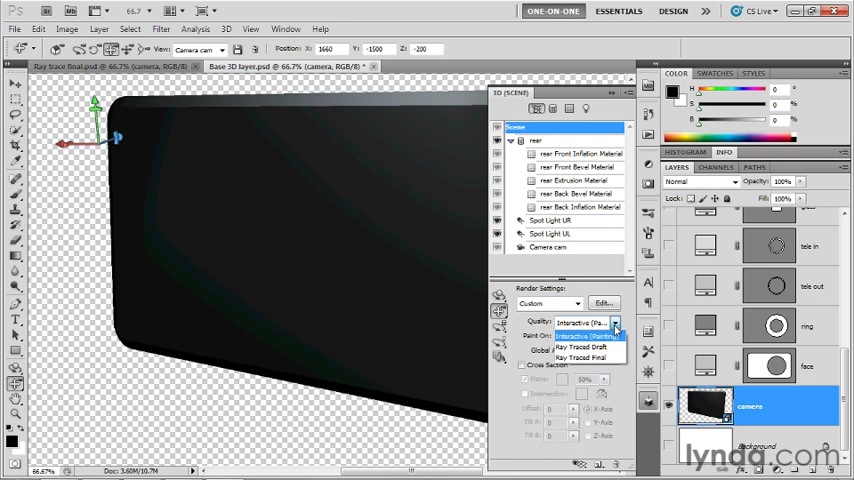 Ps Br Mb 66.7 ONE-ON-ONE ESSENTIALS DESIGN CS Live
File Edit Image Layer Select Filter Analysis 3D View Window Help
View: Camera cam Position: X: 1660 Y: -1500 Z: -200
Ray trace final.psd @ 66.7% (camera, RGB/8) Base 3D layer.psd @ 66.7% (camera, RGB/8) *
3D {SCENE}
Scene
rear
rear Front Inflation Material
rear Front Bevel Material
rear Extrusion Material
rear Back Bevel Material
rear Back Inflation Material
Spot Light UR
Spot Light UL
Camera cam
Render Settings:
Custom Edit...
Quality: Interactive (Pa...
Interactive (Painting)
Paint On:
Ray Traced Draft
Global A
Ray Traced Final
Cross Section
Plane: 50%
Intersection:
Offset: 0 X-Axis
Tilt A: 0 Y-Axis
Tilt B: 0 Z-Axis
Mb
COLOR SWATCHES STYLES
H 0 °
S 0 %
B 0 %
HISTOGRAM INFO
LAYERS CHANNELS PATHS
Normal Opacity: 100%
Lock: Fill: 100%
tele in
tele out
ring
face
camera
Background
lynda.com
66.67% Doc: 3.60M/10.7M